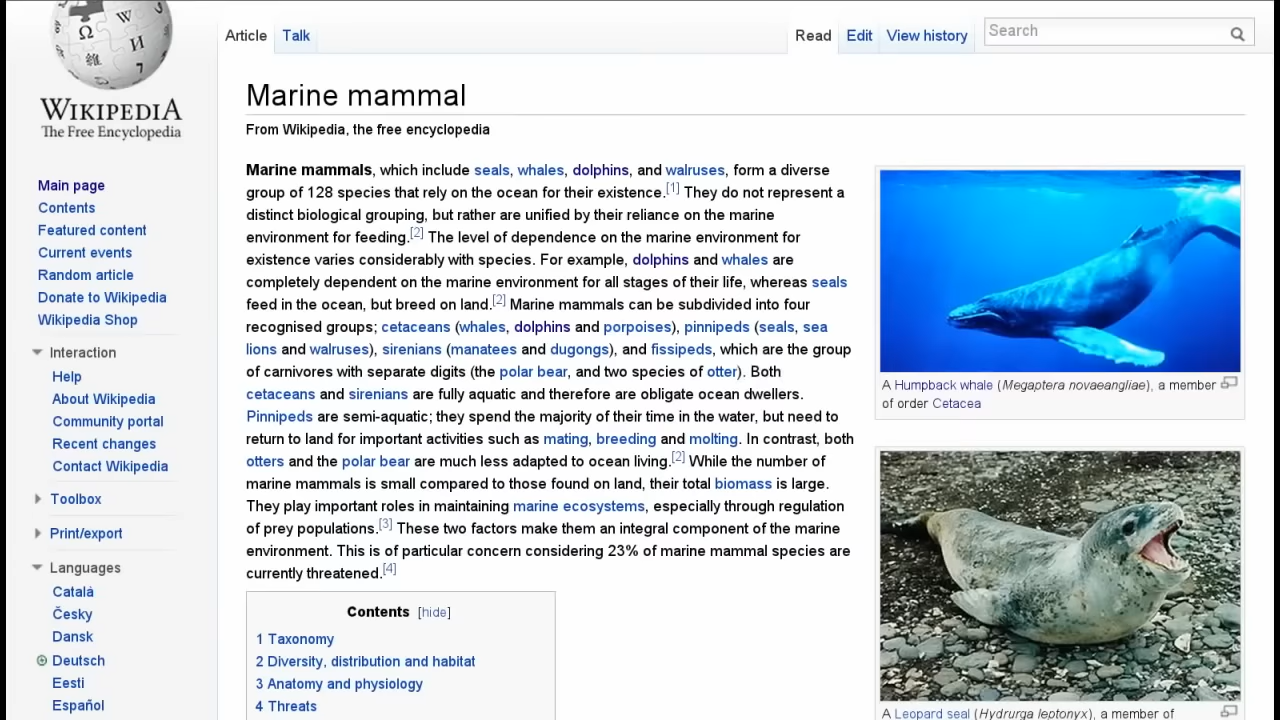 Article
Talk
Read
Edit
View history
Search
Ω
W
И
維
7
WIKIPEDIA
The Free Encyclopedia
Main page
Contents
Featured content
Current events
Random article
Donate to Wikipedia
Wikipedia Shop
Interaction
Help
About Wikipedia
Community portal
Recent changes
Contact Wikipedia
Toolbox
Print/export
Languages
Català
Česky
Dansk
Deutsch
Eesti
Español
Marine mammal
From Wikipedia, the free encyclopedia
Marine mammals, which include seals, whales, dolphins, and walruses, form a diverse
group of 128 species that rely on the ocean for their existence.[1] They do not represent a
distinct biological grouping, but rather are unified by their reliance on the marine
environment for feeding.[2] The level of dependence on the marine environment for
existence varies considerably with species. For example, dolphins and whales are
completely dependent on the marine environment for all stages of their life, whereas seals
feed in the ocean, but breed on land.[2] Marine mammals can be subdivided into four
recognised groups; cetaceans (whales, dolphins and porpoises), pinnipeds (seals, sea
lions and walruses), sirenians (manatees and dugongs), and fissipeds, which are the group
of carnivores with separate digits (the polar bear, and two species of otter). Both
cetaceans and sirenians are fully aquatic and therefore are obligate ocean dwellers.
Pinnipeds are semi-aquatic; they spend the majority of their time in the water, but need to
return to land for important activities such as mating, breeding and molting. In contrast, both
otters and the polar bear are much less adapted to ocean living.[2] While the number of
marine mammals is small compared to those found on land, their total biomass is large.
They play important roles in maintaining marine ecosystems, especially through regulation
of prey populations.[3] These two factors make them an integral component of the marine
environment. This is of particular concern considering 23% of marine mammal species are
currently threatened.[4]
Contents [hide]
1 Taxonomy
2 Diversity, distribution and habitat
3 Anatomy and physiology
4 Threats
A Humpback whale (Megaptera novaeangliae), a member
of order Cetacea
A Leopard seal (Hydrurga leptonyx), a member of